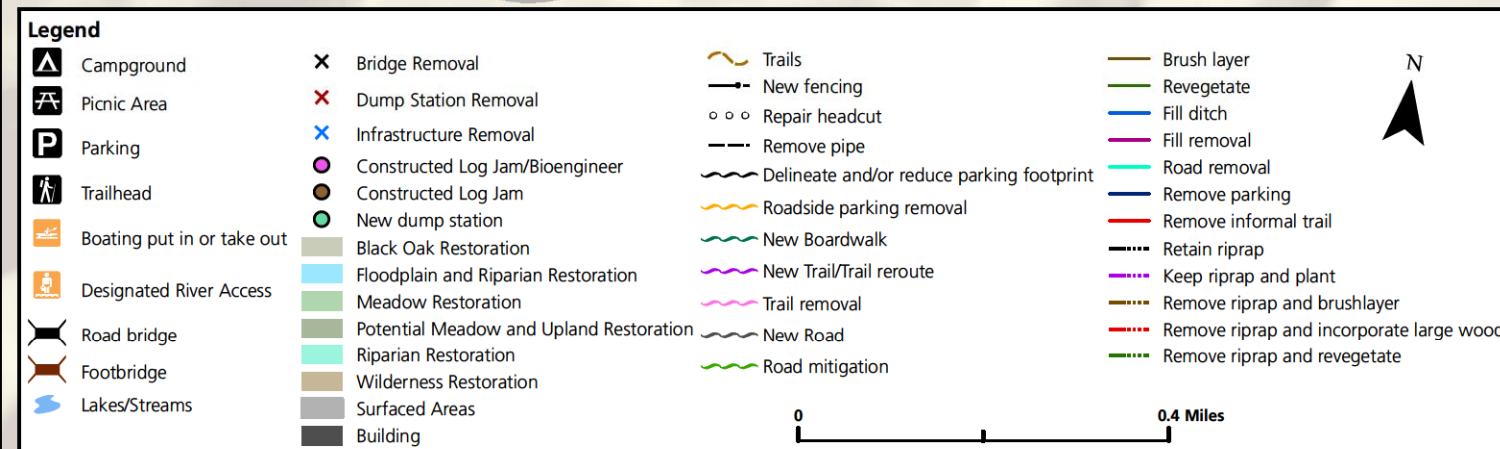 Legend
Campground
Picnic Area
P
Parking
Trailhead
Boating put in or take out
Designated River Access
Road bridge
Footbridge
Lakes/Streams
Bridge Removal
Dump Station Removal
Infrastructure Removal
Constructed Log Jam/Bioengineer
Constructed Log Jam
New dump station
Black Oak Restoration
Floodplain and Riparian Restoration
Meadow Restoration
Potential Meadow and Upland Restoration
Riparian Restoration
Wilderness Restoration
Surfaced Areas
Building
Trails
New fencing
Repair headcut
Remove pipe
Delineate and/or reduce parking footprint
Roadside parking removal
New Boardwalk
New Trail/Trail reroute
Trail removal
New Road
Road mitigation
Brush layer
Revegetate
Fill ditch
Fill removal
Road removal
Remove parking
Remove informal trail
Retain riprap
Keep riprap and plant
Remove riprap and brushlayer
Remove riprap and incorporate large wood
Remove riprap and revegetate
N
0 0.4 Miles